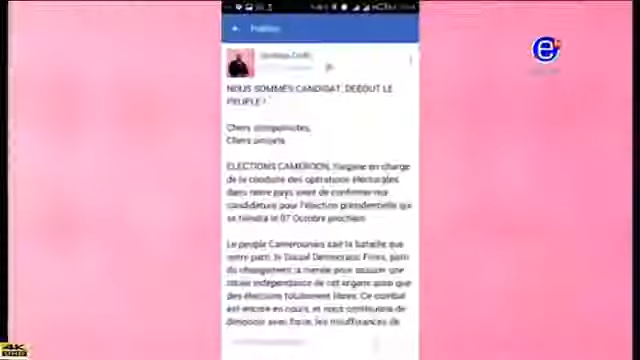 NOUS SOMMES CANDIDAT, DEBOUT LE
PEUPLE !
Chers compatriotes,
Chers amis
ELECTIONS CAMEROON, l'organe en charge
de la conduite des opérations électorales
dans notre pays vient de confirmer ma
candidature pour l'élection présidentielle qui
se tiendra le 07 Octobre prochain.
Le peuple Camerounais sait la bataille que
notre parti, le Social Democratic Front, parti
du changement, a menée pour assurer une
totale indépendance de cet organe ainsi que
des élections totalement libres. Ce combat
est encore en cours, et nous continuons de
dénoncer avec force, les insuffisances de
4K